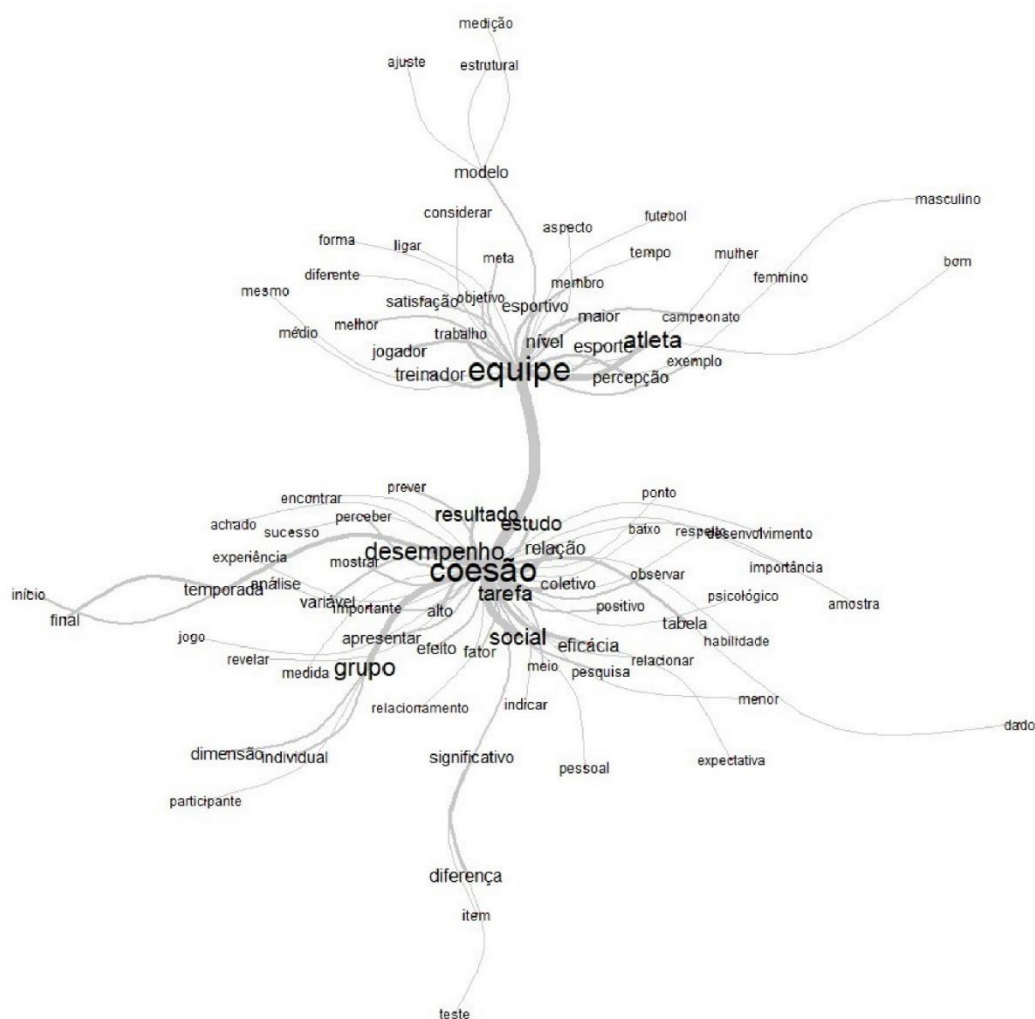 medição
ajuste
estrutural
modelo
masculino
considerar
futebol
aspecto
forma
ligar
tempo
mulher
meta
bom
diferente
membro
feminino
mesmo
satisfação
objetivo
esportivo
maior
campeonato
melhor
trabalho
médio
nível
atleta
jogador
esporte
exemplo
treinador
equipe
percepção
prever
encontrar
ponto
resultado
achado
perceber
estudo
sucesso
baixo
respeito
desenvolvimento
desempenho
relação
experiência
mostrar
coesão
importância
observar
início
temporada
análise
coletivo
tarefa
psicológico
final
variável
importante
alto
positivo
amostra
tabela
jogo
apresentar
social
habilidade
efeito
fator
eficácia
revelar
grupo
medida
meio
pesquisa
relacionar
menor
relacionamento
indicar
dado
dimensão
individual
significativo
pessoal
expectativa
participante
diferença
item
teste